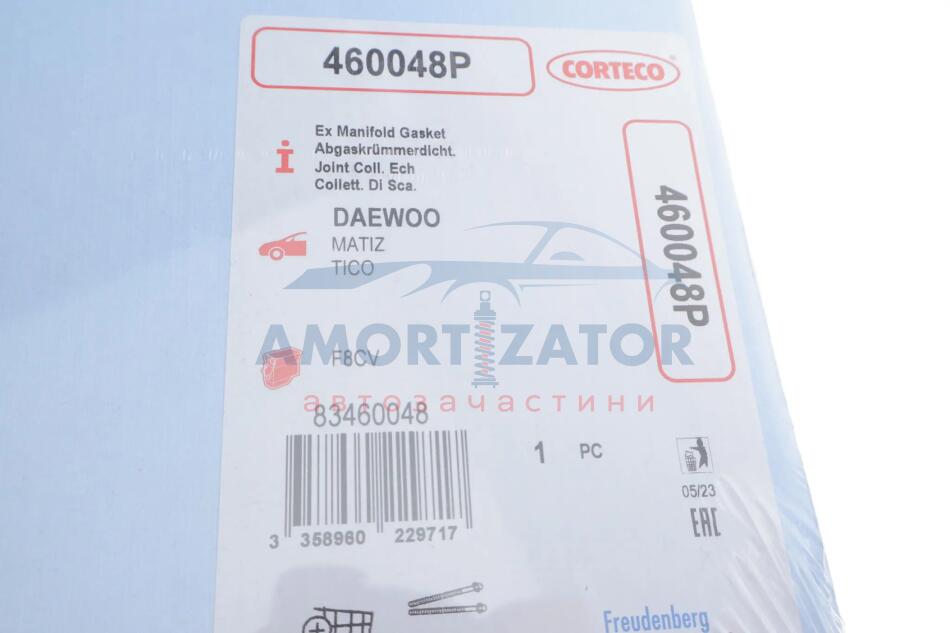 460048P
CORTECO
Ex Manifold Gasket
Abgaskrümmerdicht.
Joint Coll. Ech
Collett. Di Sca.
DAEWOO
MATIZ
TICO
460048P
AMORTIZATOR
автозачастини
F8CV
83460048
1 PC
05/23
EAC
3 358960 229717
Freudenberg